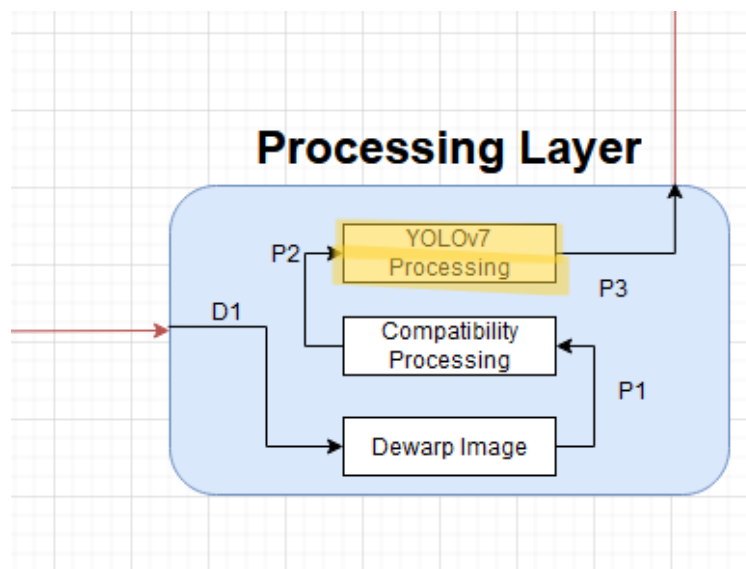 Processing Layer
YOLOv7
Processing
P2
P3
D1
Compatibility
Processing
P1
Dewarp Image